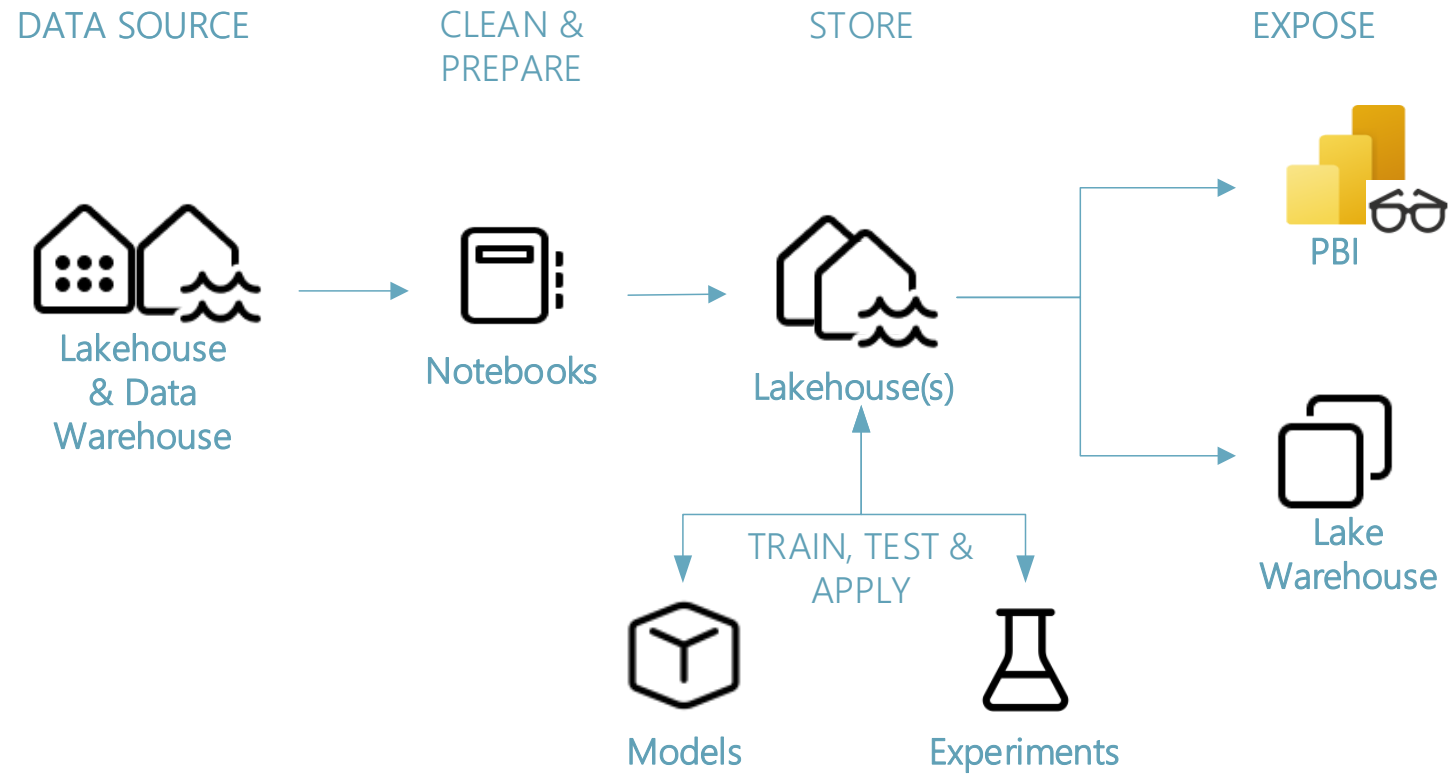 DATA SOURCE
CLEAN &
PREPARE
STORE
EXPOSE
Lakehouse
& Data
Warehouse
Notebooks
Lakehouse(s)
PBI
Lake
Warehouse
TRAIN, TEST &
APPLY
Models
Experiments